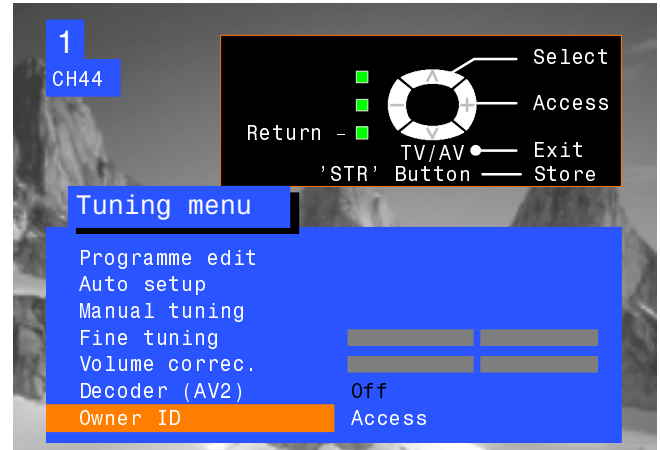 1
CH44
Select
Access
Return –
TV/AV
Exit
'STR' Button
Store
Tuning menu
Programme edit
Auto setup
Manual tuning
Fine tuning
Volume correc.
Decoder (AV2) Off
Owner ID Access